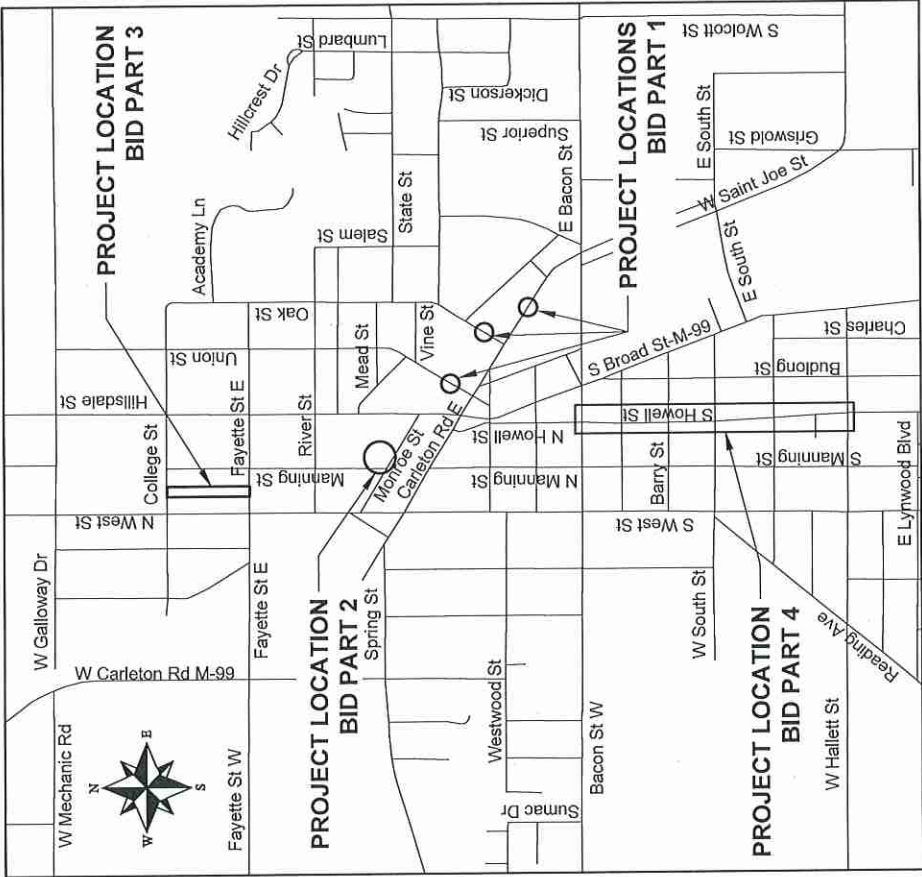 PROJECT LOCATION
BID PART 3
PROJECT LOCATIONS
BID PART 1
PROJECT LOCATION
BID PART 2
PROJECT LOCATION
BID PART 4
W Galloway Dr
W Mechanic Rd
W Carleton Rd M-99
Fayette St W
Fayette St E
N West St
College St
Fayette St E
Hillsdale St
Union St
Oak St
Academy Ln
Hillcrest Dr
Lumbard St
River St
Manning St
Mead St
Vine St
Salem St
State St
Monroe St
Carleton Rd E
Spring St
N Howell St
N Manning St
Westwood St
Sumac Dr
Bacon St W
E Bacon St
Superior St
Dickerson St
S Wolcott St
E South St
Griswold St
W Saint Joe St
E South St
S Broad St-M-99
Charles St
Budlong St
S Howell St
Barry St
S Manning St
S West St
W South St
Reading Ave
W Hallett St
E Lynwood Blvd
N
E
S
W